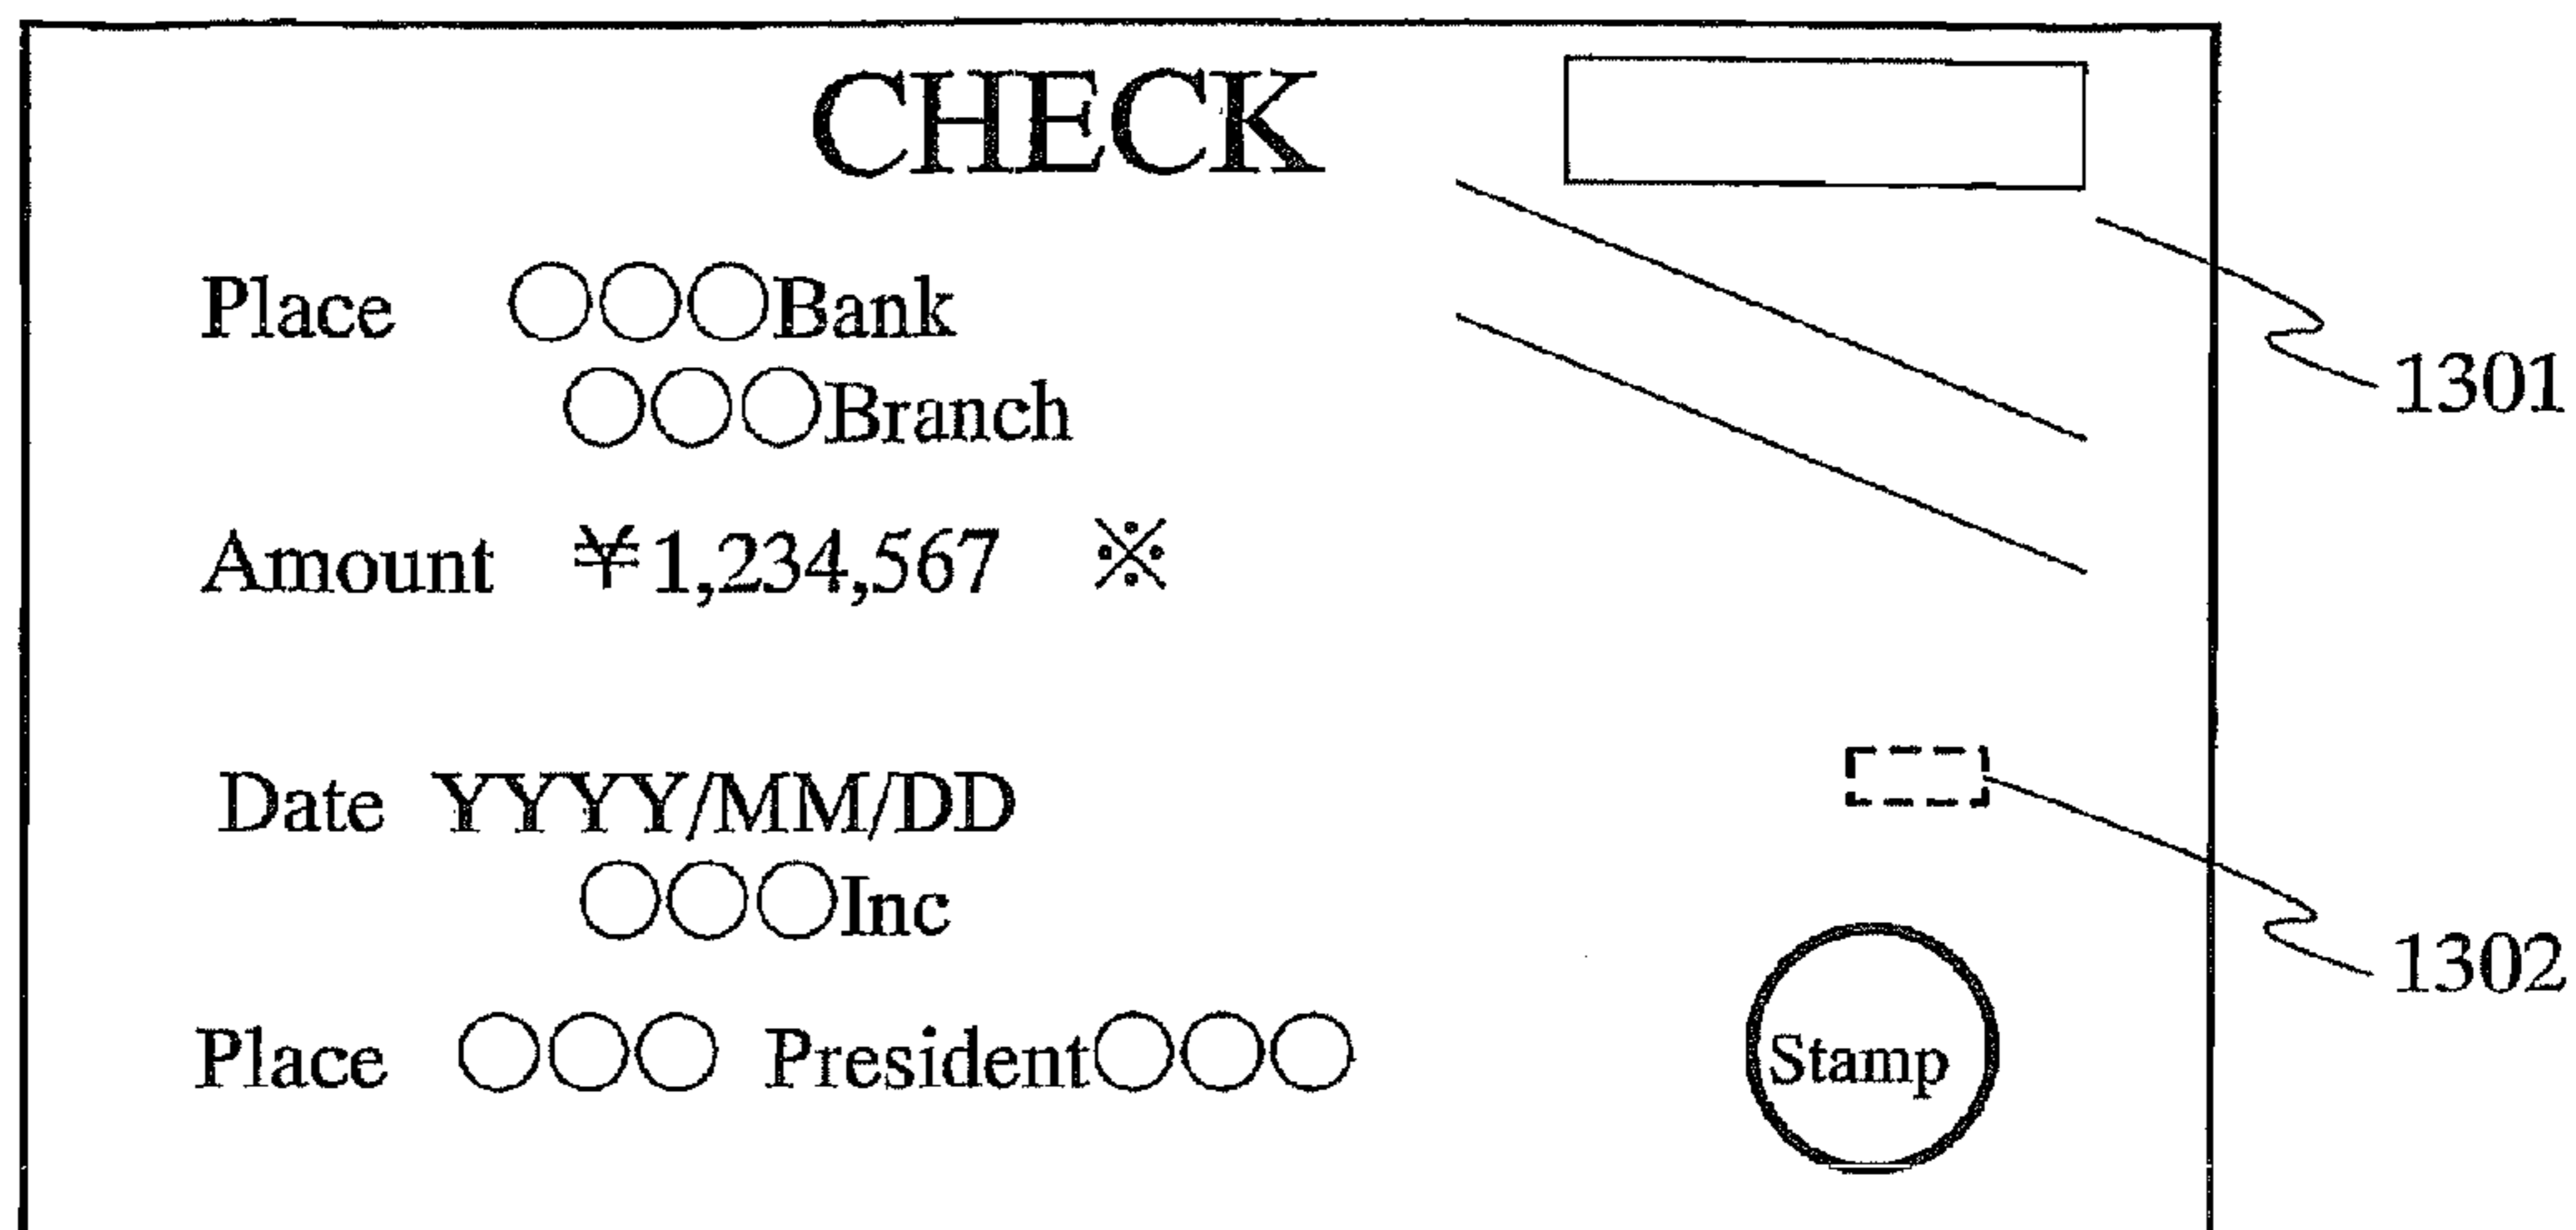 CHECK
Place ○○○Bank
○○○Branch
1301
Amount ¥1,234,567 ※
Date YYYY/MM/DD
○○○Inc
1302
Place ○○○ President○○○
Stamp